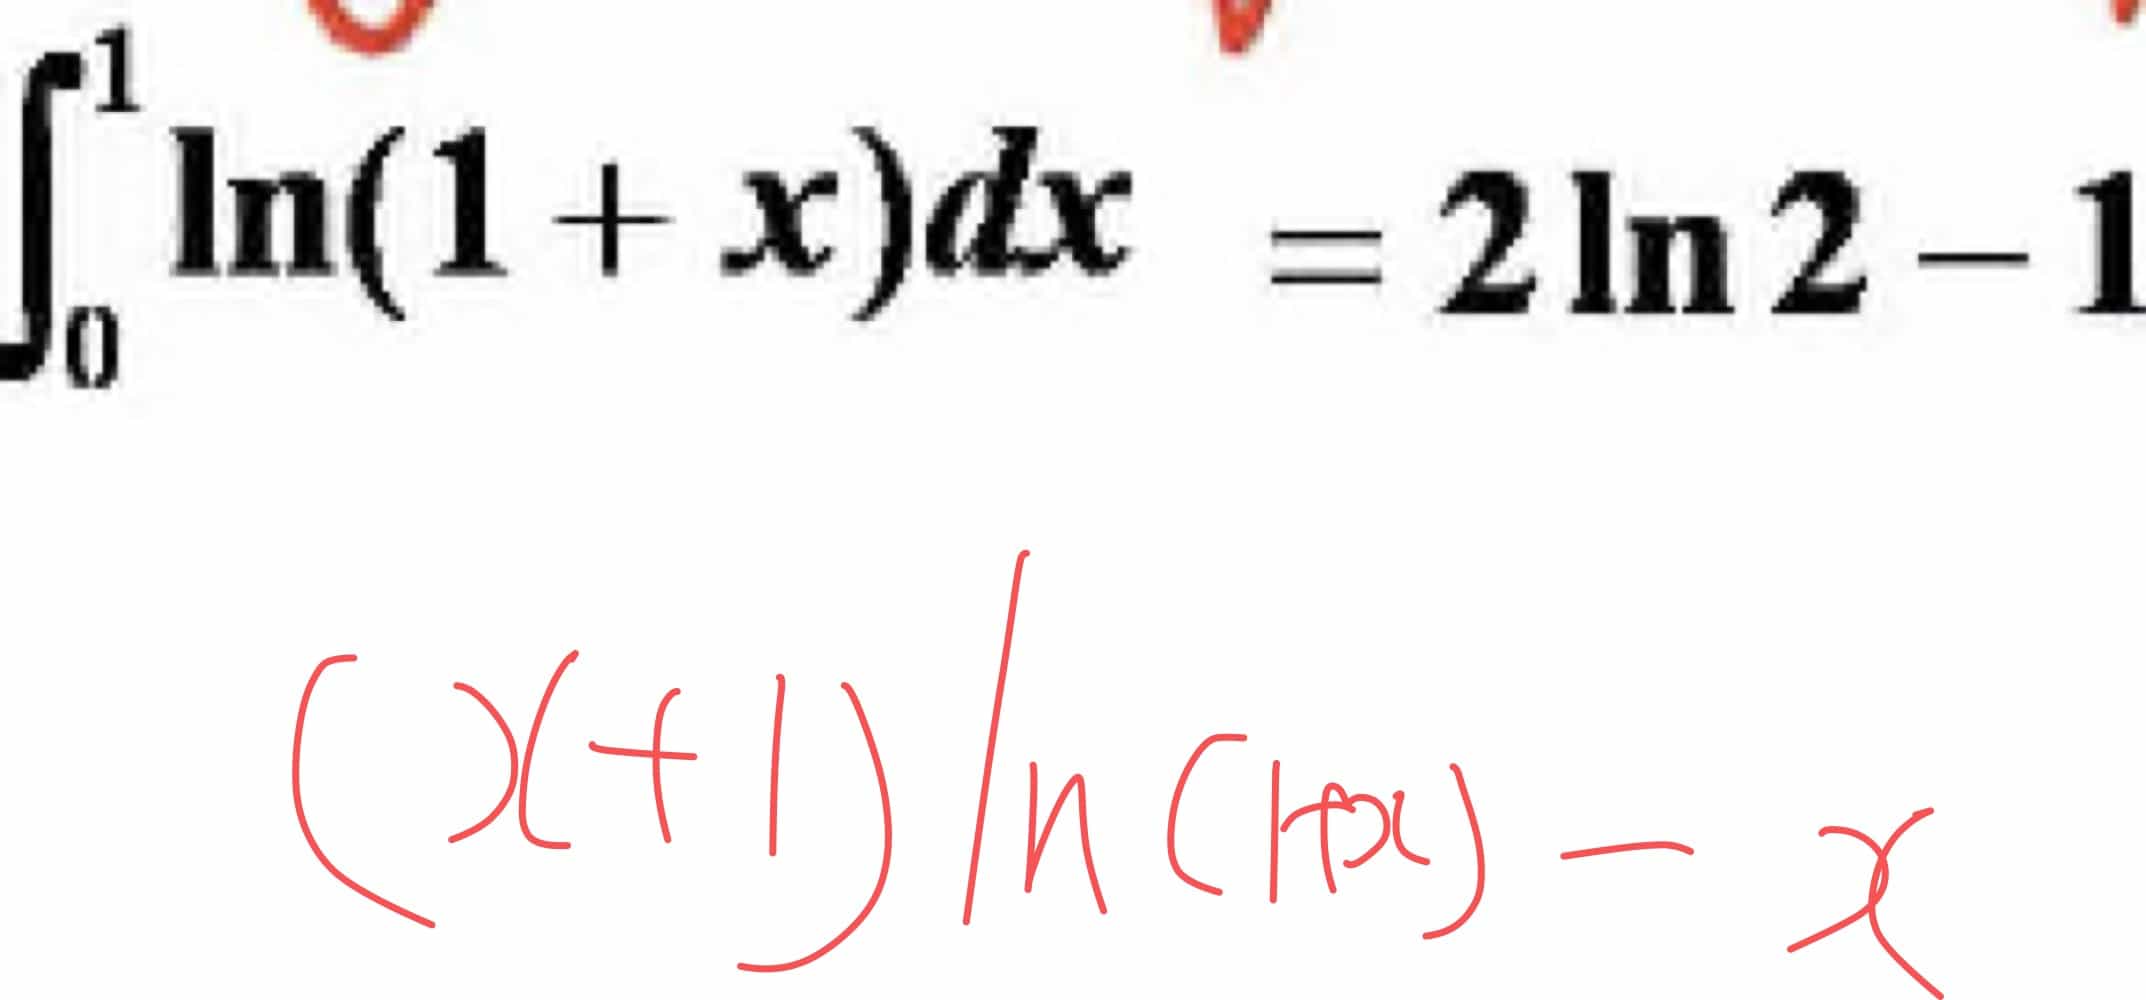 ∫₀¹ ln(1 + x)dx = 2 ln 2 − 1
(x+1) ln(1+x) − x